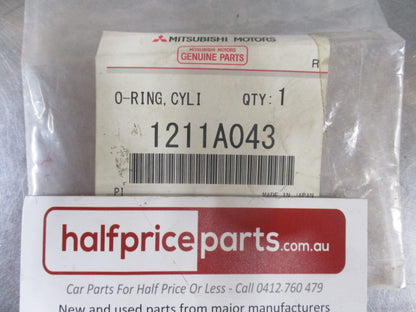 MITSUBISHI MOTORS
MITSUBISHI MOTORS
GENUINE PARTS
R
O-RING, CYLI QTY: 1
1211A043
MADE IN JAPAN
halfpriceparts.com.au
Car Parts For Half Price Or Less - Call 0412 760 479
New and used parts from major manufacturers